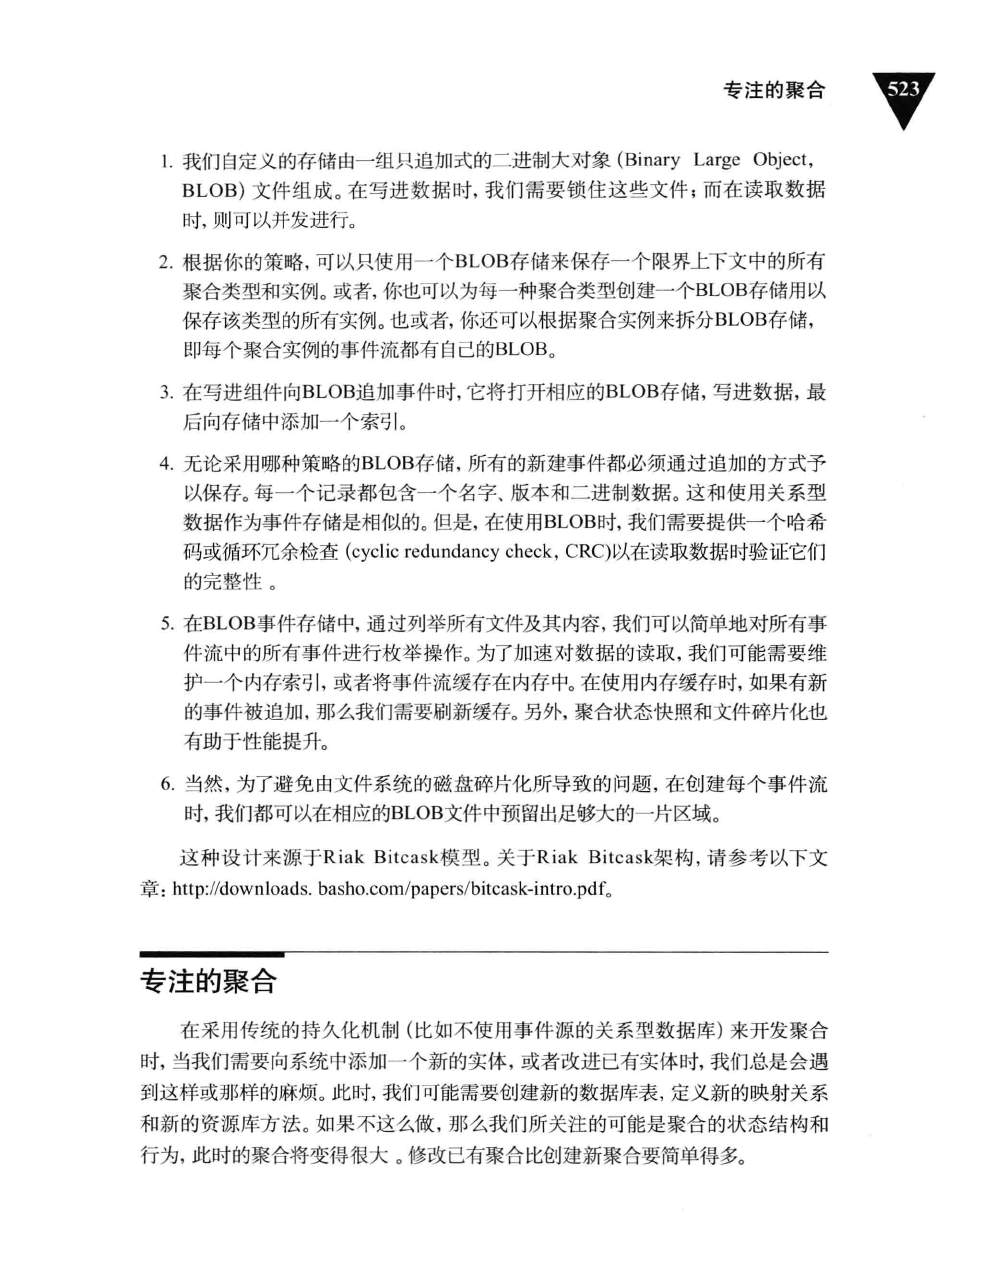 专注的聚合
523
1. 我们自定义的存储由一组只追加式的二进制大对象 (Binary Large Object,
BLOB) 文件组成。在写进数据时, 我们需要锁住这些文件; 而在读取数据
时, 则可以并发进行。
2. 根据你的策略, 可以只使用一个BLOB存储来保存一个限界上下文中的所有
聚合类型和实例。或者, 你也可以为每一种聚合类型创建一个BLOB存储用以
保存该类型的所有实例。也或者, 你还可以根据聚合实例来拆分BLOB存储,
即每个聚合实例的事件流都有自己的BLOB。
3. 在写进组件向BLOB追加事件时, 它将打开相应的BLOB存储, 写进数据, 最
后向存储中添加一个索引。
4. 无论采用哪种策略的BLOB存储, 所有的新建事件都必须通过追加的方式予
以保存。每一个记录都包含一个名字、版本和二进制数据。这和使用关系型
数据作为事件存储是相似的。但是, 在使用BLOB时, 我们需要提供一个哈希
码或循环冗余检查 (cyclic redundancy check, CRC)以在读取数据时验证它们
的完整性 。
5. 在BLOB事件存储中, 通过列举所有文件及其内容, 我们可以简单地对所有事
件流中的所有事件进行枚举操作。为了加速对数据的读取, 我们可能需要维
护一个内存索引, 或者将事件流缓存在内存中。在使用内存缓存时, 如果有新
的事件被追加, 那么我们需要刷新缓存。另外, 聚合状态快照和文件碎片化也
有助于性能提升。
6. 当然, 为了避免由文件系统的磁盘碎片化所导致的问题, 在创建每个事件流
时, 我们都可以在相应的BLOB文件中预留出足够大的一片区域。
这种设计来源于Riak Bitcask模型。关于Riak Bitcask架构, 请参考以下文
章: http://downloads. basho.com/papers/bitcask-intro.pdf。
专注的聚合
在采用传统的持久化机制 (比如不使用事件源的关系型数据库) 来开发聚合
时, 当我们需要向系统中添加一个新的实体, 或者改进已有实体时, 我们总是会遇
到这样或那样的麻烦。此时, 我们可能需要创建新的数据库表, 定义新的映射关系
和新的资源库方法。如果不这么做, 那么我们所关注的可能是聚合的状态结构和
行为, 此时的聚合将变得很大 。修改已有聚合比创建新聚合要简单得多。